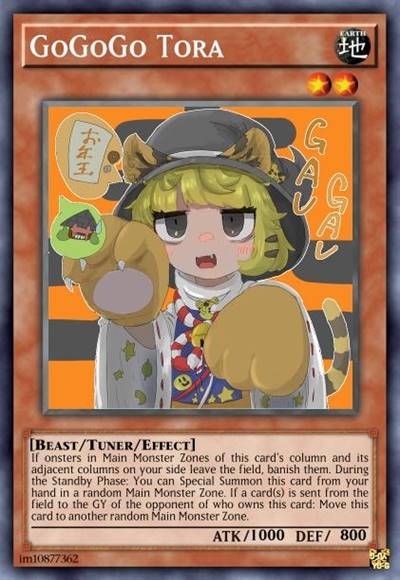 GoGoGo Tora
EARTH
地
お年玉
GAU
GAU
[Beast/Tuner/Effect]
If onsters in Main Monster Zones of this card's column and its
adjacent columns on your side leave the field, banish them. During
the Standby Phase: You can Special Summon this card from your
hand in a random Main Monster Zone. If a card(s) is sent from the
field to the GY of the opponent of who owns this card: Move this
card to another random Main Monster Zone.
ATK/1000 DEF/ 800
im10877362